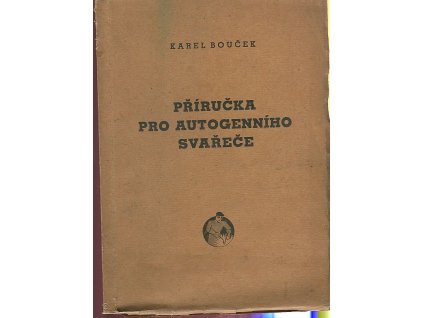 KAREL BOUČEK
PŘÍRUČKA
PRO AUTOGENNÍHO
SVAŘEČE